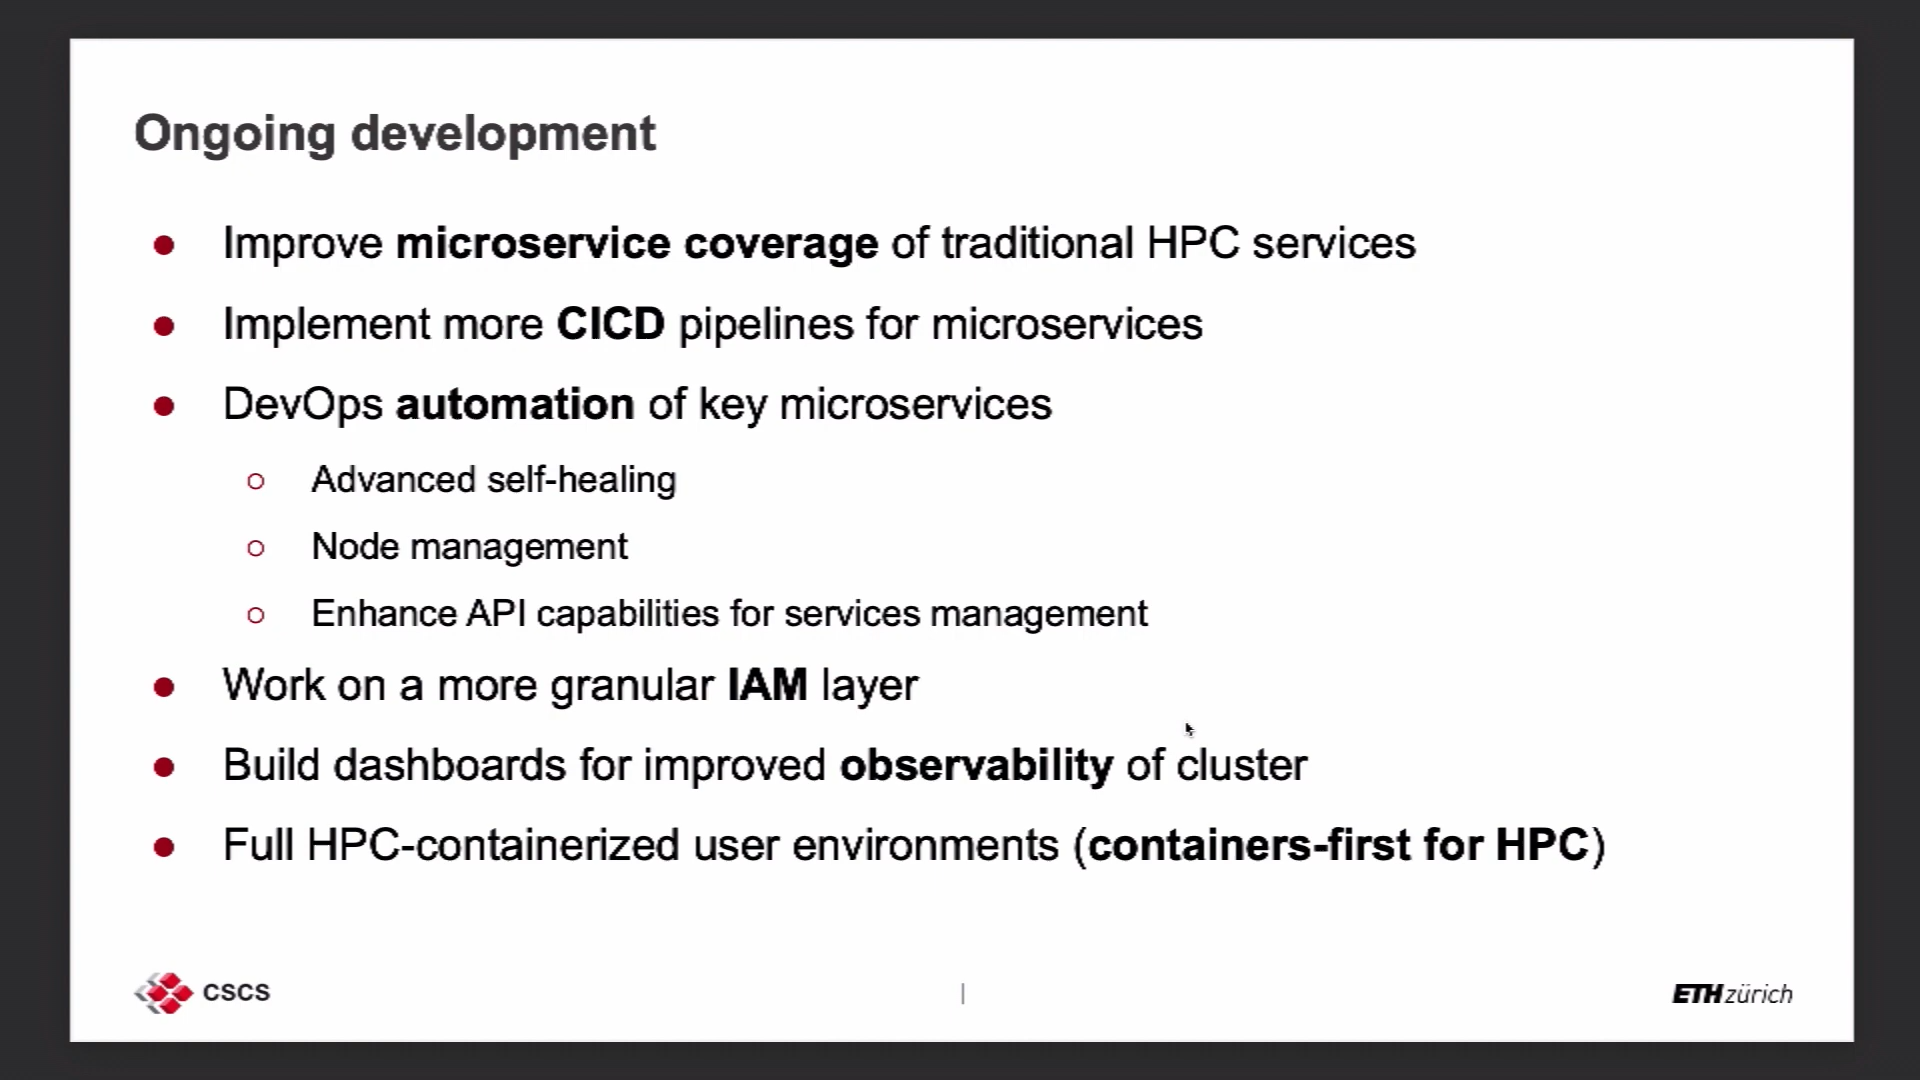 Ongoing development
● Improve microservice coverage of traditional HPC services
● Implement more CICD pipelines for microservices
● DevOps automation of key microservices
○ Advanced self-healing
○ Node management
○ Enhance API capabilities for services management
● Work on a more granular IAM layer
● Build dashboards for improved observability of cluster
● Full HPC-containerized user environments (containers-first for HPC)
CSCS | ETH zürich